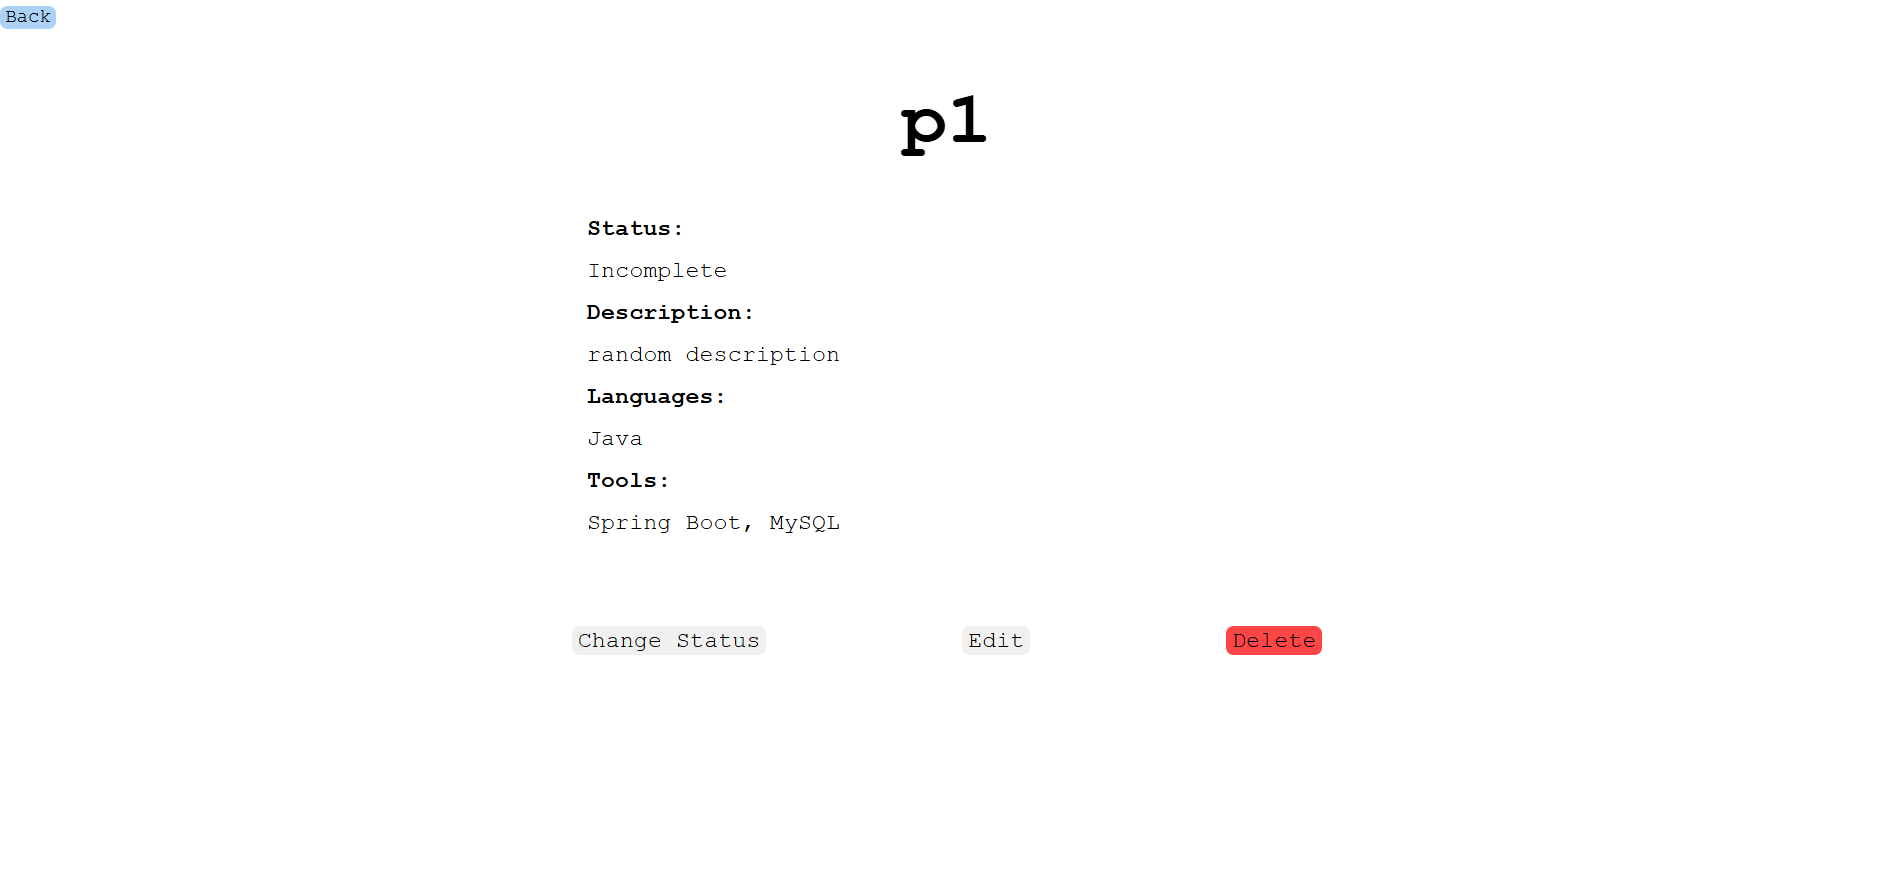 Back
p1
Status:
Incomplete
Description:
random description
Languages:
Java
Tools:
Spring Boot, MySQL
Change Status Edit Delete